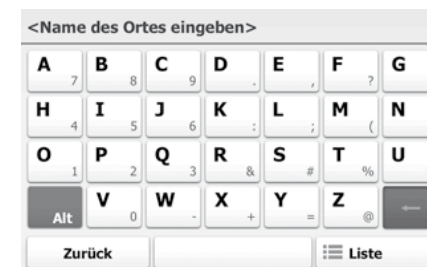 <Name des Ortes eingeben>
A 7 B 8 C 9 D . E , F ? G
H 4 I 5 J 6 K : L ; M ( N
O 1 P 2 Q 3 R & S # T % U
Alt V 0 W - X + Y = Z @ ←
Zurück Liste